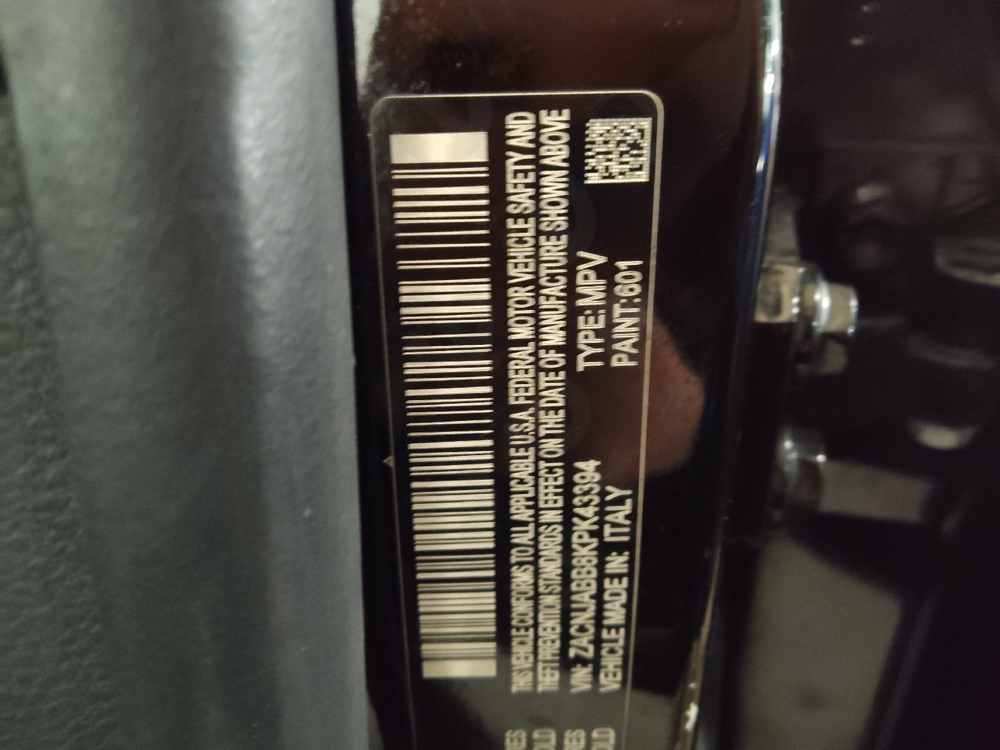 THIS VEHICLE CONFORMS TO ALL APPLICABLE U.S.A. FEDERAL MOTOR VEHICLE SAFETY AND
THEFT PREVENTION STANDARDS IN EFFECT ON THE DATE OF MANUFACTURE SHOWN ABOVE
VIN: ZACNJABB8KPK43394 TYPE: MPV
VEHICLE MADE IN: ITALY PAINT:601